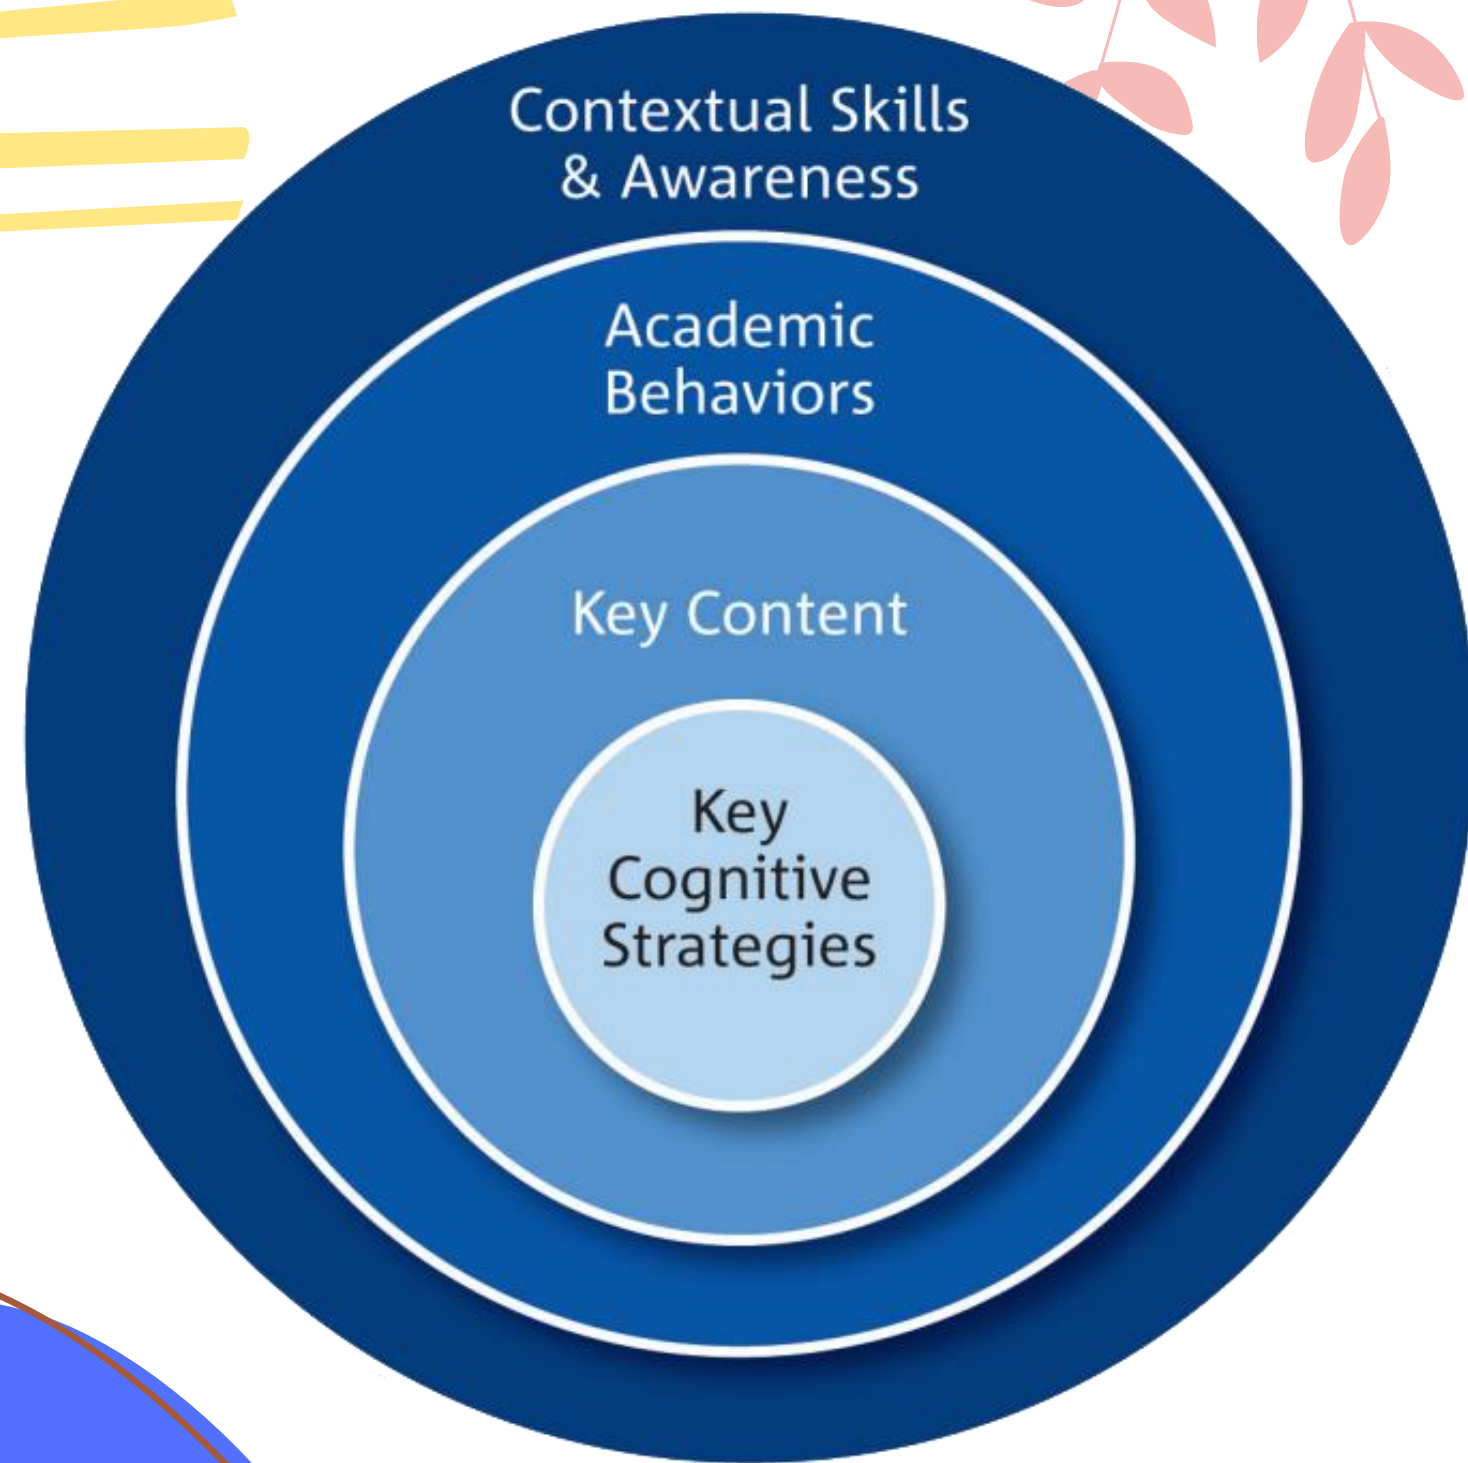 Contextual Skills
& Awareness
Academic
Behaviors
Key Content
Key
Cognitive
Strategies